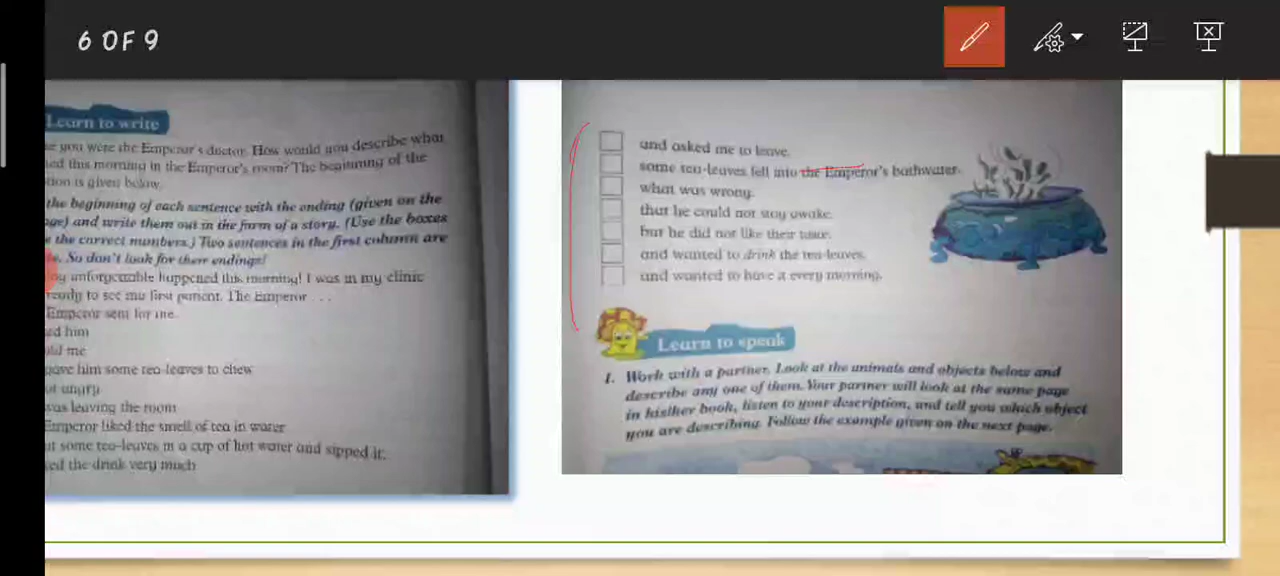 6 OF 9
Learn to write
you were the Emperor's doctor. How would you describe what
this morning in the Emperor's room? The beginning of the
is given below.
the beginning of each sentence with the ending (given on the
and write them out in the form of a story. (Use the boxes
the correct numbers.) Two sentences in the first column are
So don't look for their endings!
unforgettable happened this morning! I was in my clinic
ready to see my first patient. The Emperor . . .
Emperor sent for me.
him
me
gave him some tea-leaves to chew
angry
was leaving the room
Emperor liked the smell of tea in water
some tea-leaves in a cup of hot water and sipped it.
the drink very much
and asked me to leave.
some tea-leaves fell into the Emperor's bathwater.
what was wrong.
that he could not stay awake.
but he did not like their taste.
and wanted to drink the tea-leaves.
and wanted to have it every morning.
Learn to speak
1. Work with a partner. Look at the animals and objects below and
describe any one of them. Your partner will look at the same page
in his/her book, listen to your description, and tell you which object
you are describing. Follow the example given on the next page.